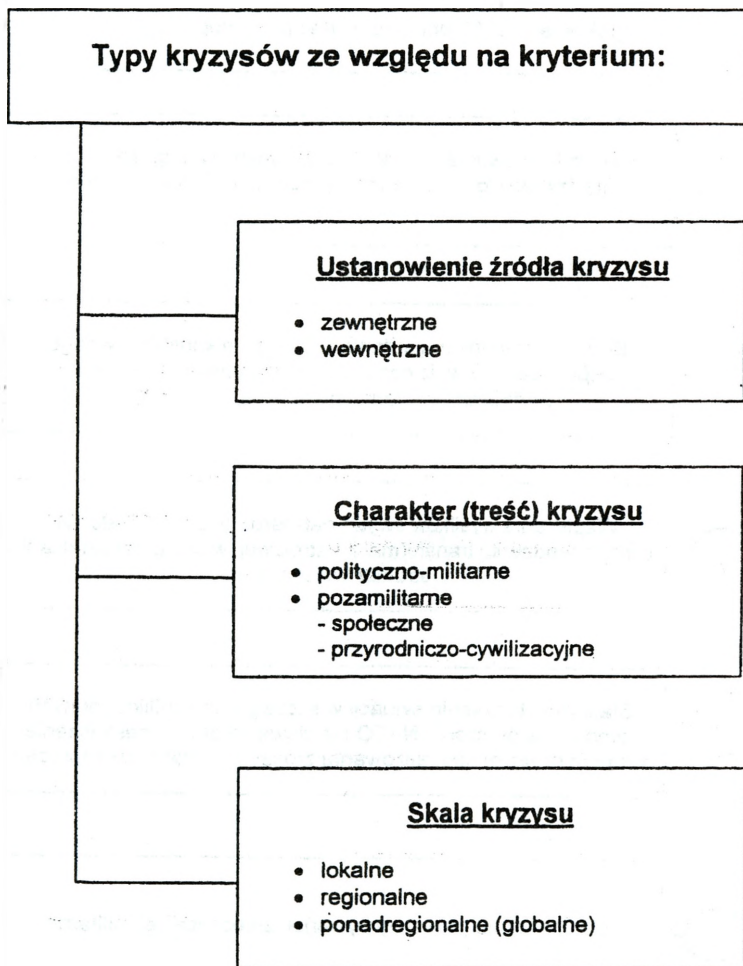 Typy kryzysów ze względu na kryterium:
Ustanowienie źródła kryzysu
• zewnętrzne
• wewnętrzne
Charakter (treść) kryzysu
• polityczno-militarne
• pozamilitarne
- społeczne
- przyrodniczo-cywilizacyjne
Skala kryzysu
• lokalne
• regionalne
• ponadregionalne (globalne)